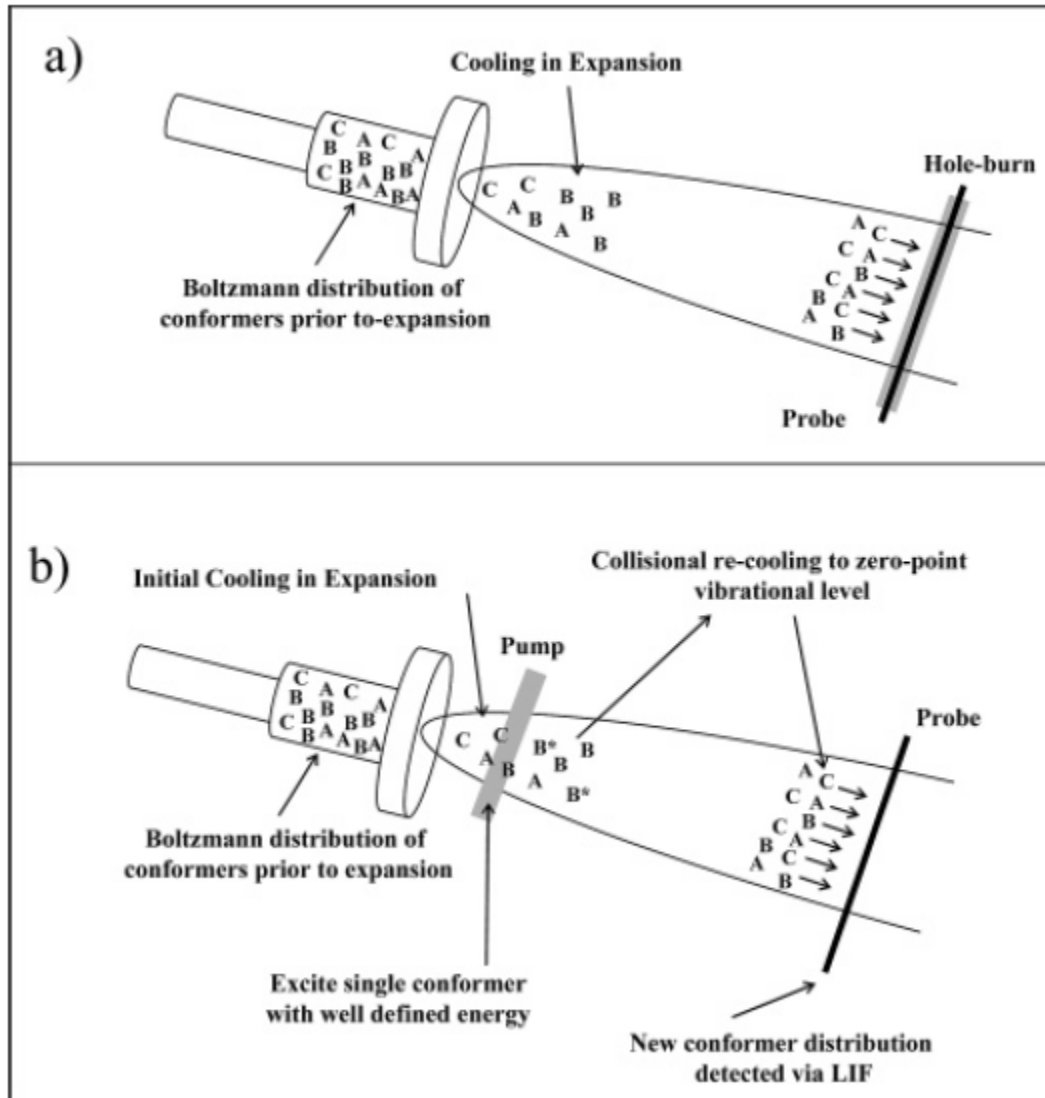 a)
Cooling in Expansion
C A C
B B A
B B B
C B A A B A
Hole-burn
C C B B
A B B
A B
A C
C A
C B
B A
A C
B
Boltzmann distribution of
conformers prior to-expansion
Probe
b)
Initial Cooling in Expansion
Collisional re-cooling to zero-point
vibrational level
Pump
C A C
B B A
B B B
C B A A B A
Probe
C C B* B
A B B
A B*
A C
C A
C B
B A
A C
B
Boltzmann distribution of
conformers prior to expansion
Excite single conformer
with well defined energy
New conformer distribution
detected via LIF